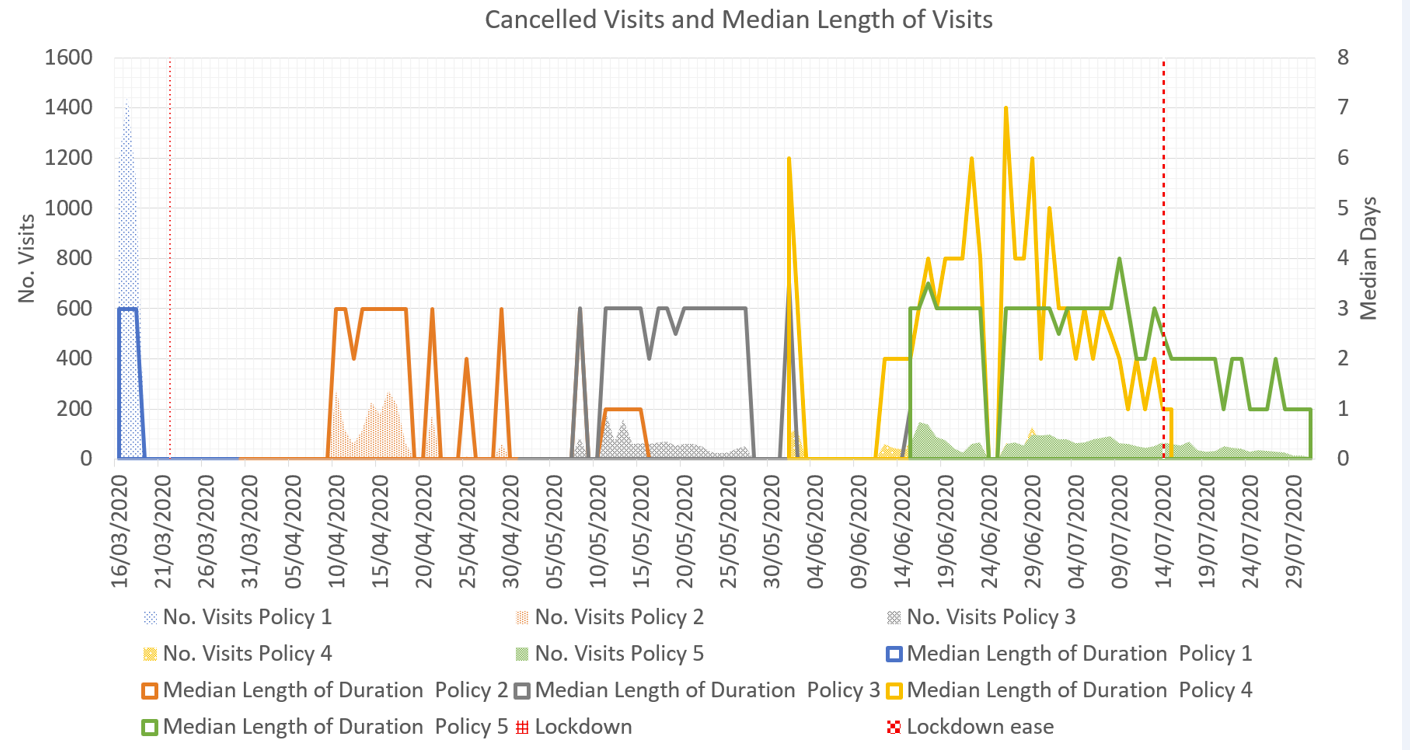 Cancelled Visits and Median Length of Visits
1600 8
1400 7
1200 6
1000 5
800 4
600 3
400 2
200 1
0 0
No. Visits
Median Days
16/03/2020 21/03/2020 26/03/2020 31/03/2020 05/04/2020 10/04/2020 15/04/2020 20/04/2020 25/04/2020 30/04/2020 05/05/2020 10/05/2020 15/05/2020 20/05/2020 25/05/2020 30/05/2020 04/06/2020 09/06/2020 14/06/2020 19/06/2020 24/06/2020 29/06/2020 04/07/2020 09/07/2020 14/07/2020 19/07/2020 24/07/2020 29/07/2020
No. Visits Policy 1 No. Visits Policy 2 No. Visits Policy 3
No. Visits Policy 4 No. Visits Policy 5 Median Length of Duration Policy 1
Median Length of Duration Policy 2 Median Length of Duration Policy 3 Median Length of Duration Policy 4
Median Length of Duration Policy 5 Lockdown Lockdown ease